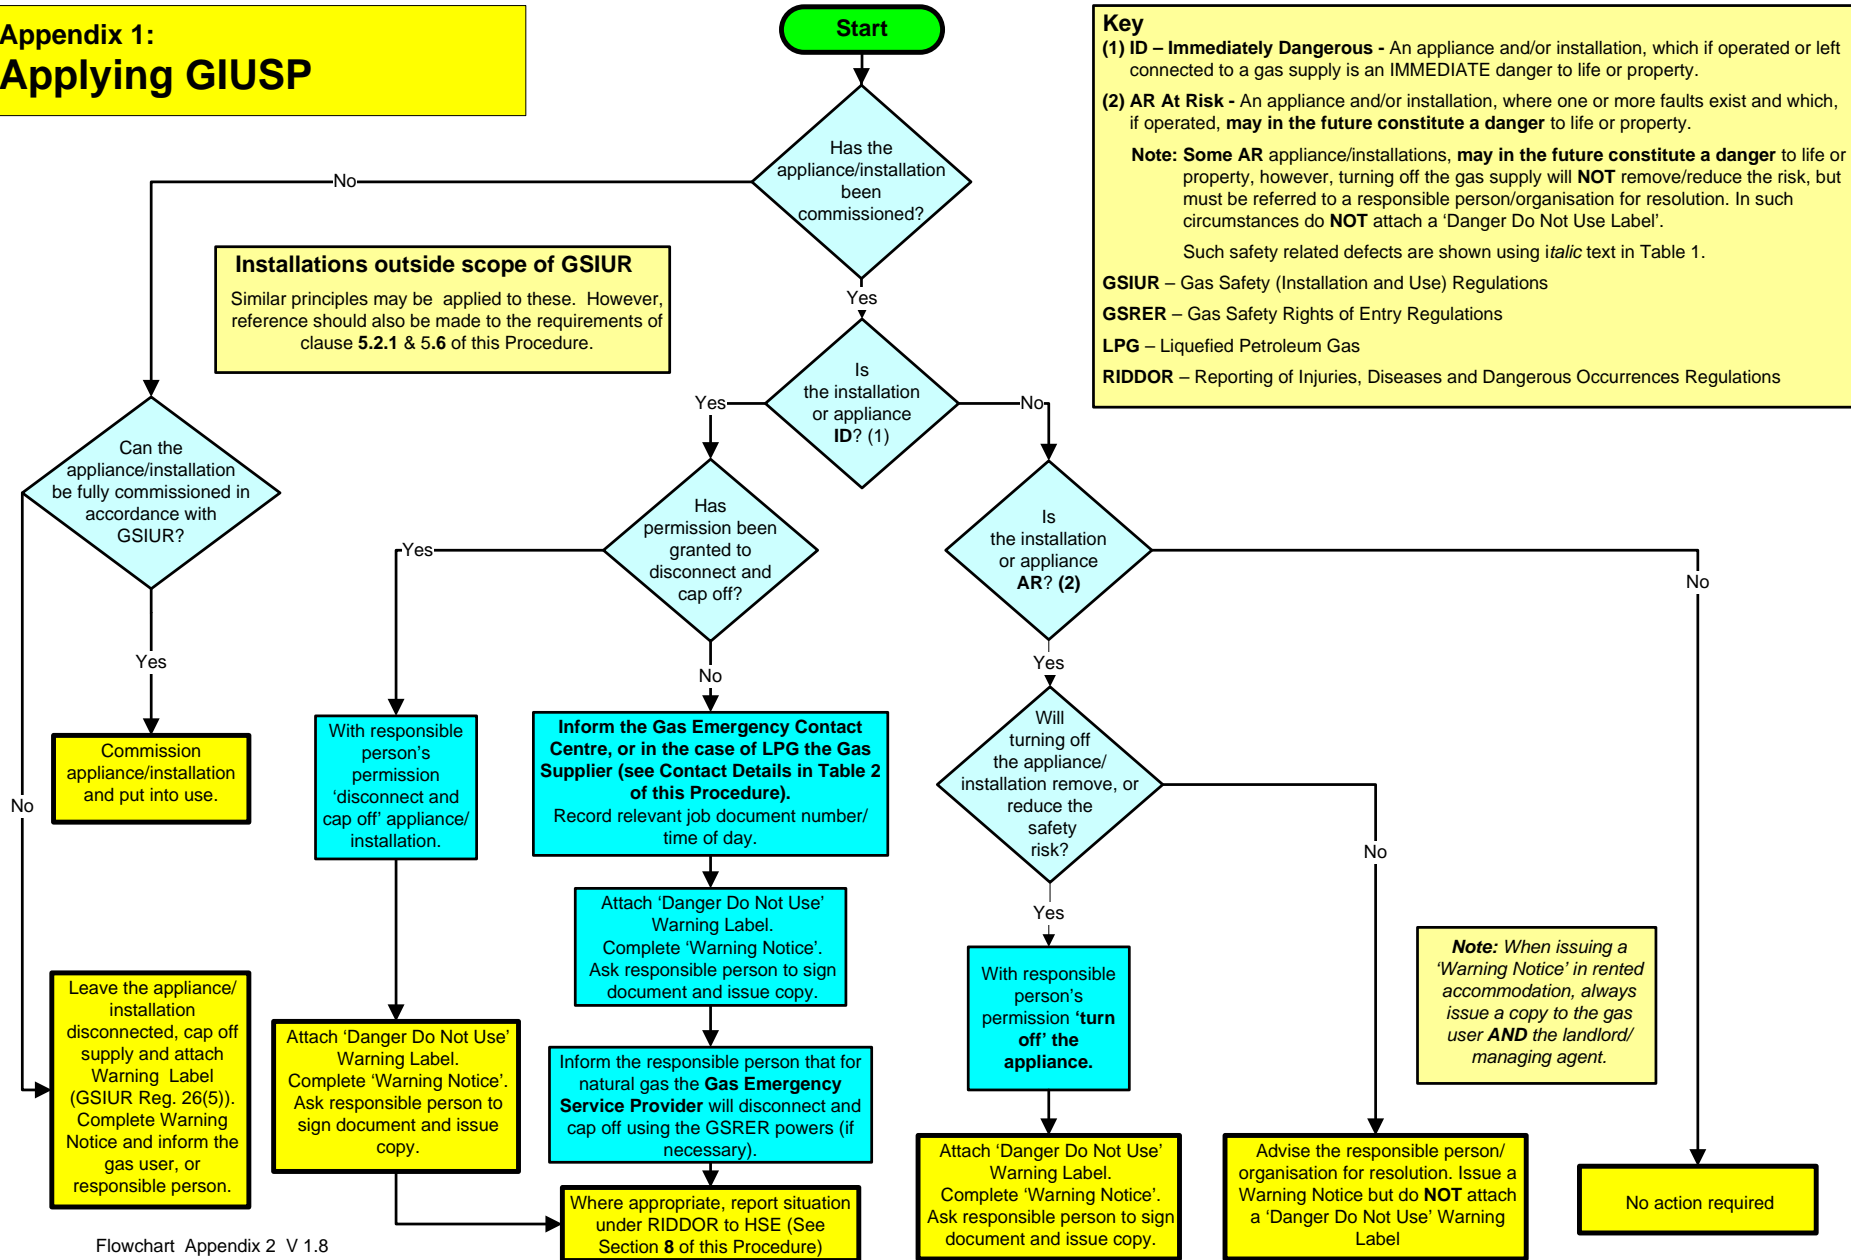 Appendix 1:
Applying GIUSP
Start
Key
(1) ID – Immediately Dangerous - An appliance and/or installation, which if operated or left
connected to a gas supply is an IMMEDIATE danger to life or property.
(2) AR At Risk - An appliance and/or installation, where one or more faults exist and which,
if operated, may in the future constitute a danger to life or property.
Note: Some AR appliance/installations, may in the future constitute a danger to life or
property, however, turning off the gas supply will NOT remove/reduce the risk, but
must be referred to a responsible person/organisation for resolution. In such
circumstances do NOT attach a ‘Danger Do Not Use Label’.
Such safety related defects are shown using italic text in Table 1.
GSIUR – Gas Safety (Installation and Use) Regulations
GSRER – Gas Safety Rights of Entry Regulations
LPG – Liquefied Petroleum Gas
RIDDOR – Reporting of Injuries, Diseases and Dangerous Occurrences Regulations
Has the
appliance/installation
been
commissioned?
No
Yes
Installations outside scope of GSIUR
Similar principles may be applied to these. However,
reference should also be made to the requirements of
clause 5.2.1 & 5.6 of this Procedure.
Is
the installation
or appliance
ID? (1)
Yes
No
Can the
appliance/installation
be fully commissioned in
accordance with
GSIUR?
Yes
No
Has
permission been
granted to
disconnect and
cap off?
Yes
No
Is
the installation
or appliance
AR? (2)
Yes
No
Commission
appliance/installation
and put into use.
With responsible
person’s
permission
‘disconnect and
cap off’ appliance/
installation.
Inform the Gas Emergency Contact
Centre, or in the case of LPG the Gas
Supplier (see Contact Details in Table 2
of this Procedure).
Record relevant job document number/
time of day.
Will
turning off
the appliance/
installation remove, or
reduce the
safety
risk?
Yes
No
Attach ‘Danger Do Not Use’
Warning Label.
Complete ‘Warning Notice’.
Ask responsible person to sign
document and issue copy.
With responsible
person’s
permission ‘turn
off’ the
appliance.
Note: When issuing a
‘Warning Notice’ in rented
accommodation, always
issue a copy to the gas
user AND the landlord/
managing agent.
Leave the appliance/
installation
disconnected, cap off
supply and attach
Warning Label
(GSIUR Reg. 26(5)).
Complete Warning
Notice and inform the
gas user, or
responsible person.
Attach ‘Danger Do Not Use’
Warning Label.
Complete ‘Warning Notice’.
Ask responsible person to
sign document and issue
copy.
Inform the responsible person that for
natural gas the Gas Emergency
Service Provider will disconnect and
cap off using the GSRER powers (if
necessary).
Where appropriate, report situation
under RIDDOR to HSE (See
Section 8 of this Procedure)
Attach ‘Danger Do Not Use’
Warning Label.
Complete ‘Warning Notice’.
Ask responsible person to sign
document and issue copy.
Advise the responsible person/
organisation for resolution. Issue a
Warning Notice but do NOT attach
a ‘Danger Do Not Use’ Warning
Label
No action required
Flowchart Appendix 2 V 1.8